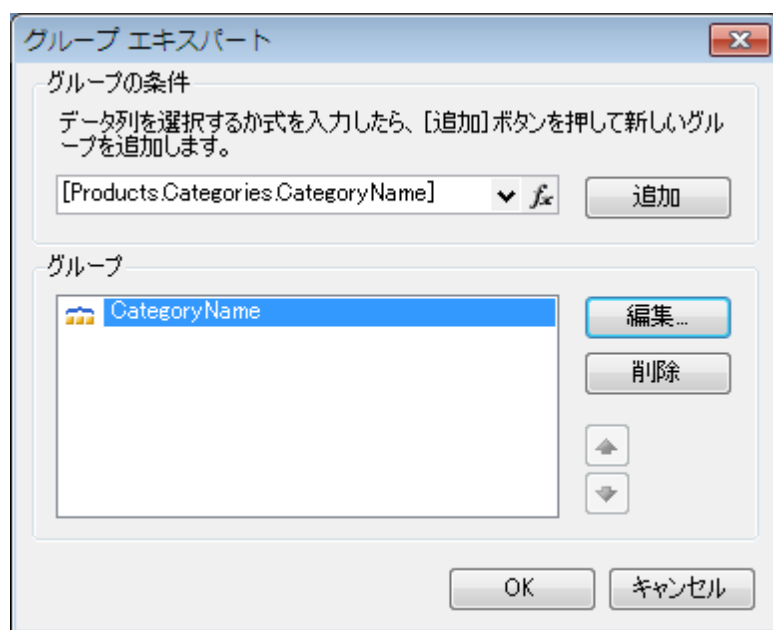 グループ エキスパート
グループの条件
データ列を選択するか式を入力したら、[追加]ボタンを押して新しいグル
ープを追加します。
[Products.Categories.CategoryName] fx 追加
グループ
CategoryName
編集...
削除
OK キャンセル